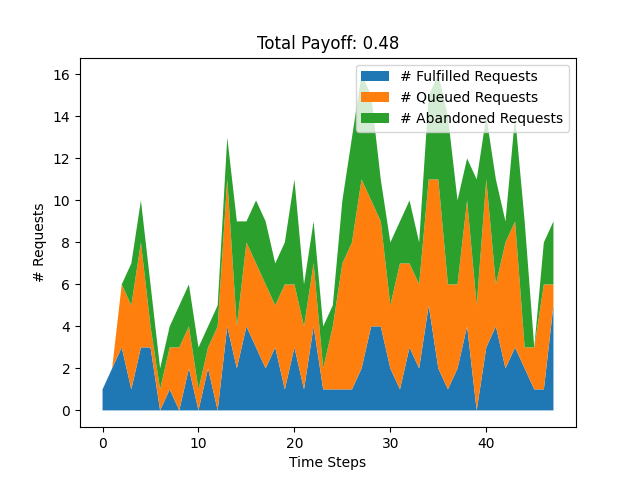 Total Payoff: 0.48
# Fulfilled Requests
# Queued Requests
# Abandoned Requests
16
14
12
10
8
6
4
2
0
# Requests
0
10
20
30
40
Time Steps